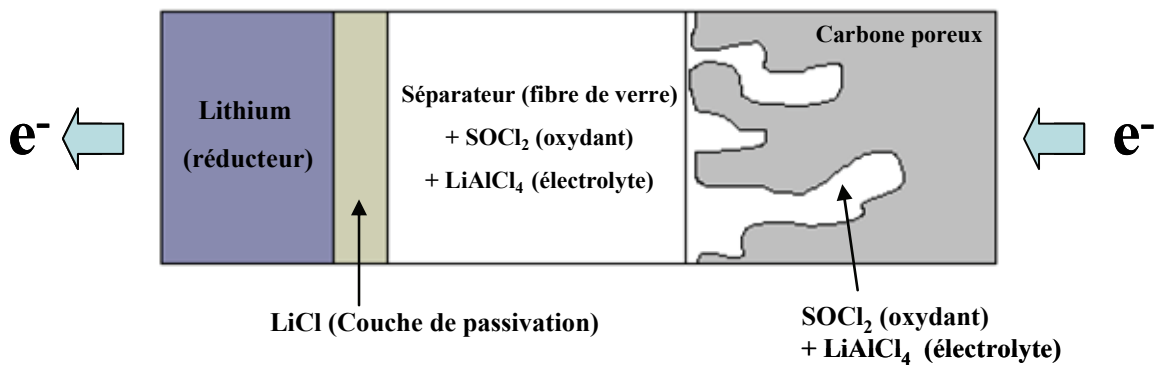 Carbone poreux
Lithium
(réducteur)
Séparateur (fibre de verre)
+ SOCl₂ (oxydant)
+ LiAlCl₄ (électrolyte)
e⁻
e⁻
LiCl (Couche de passivation)
SOCl₂ (oxydant)
+ LiAlCl₄ (électrolyte)